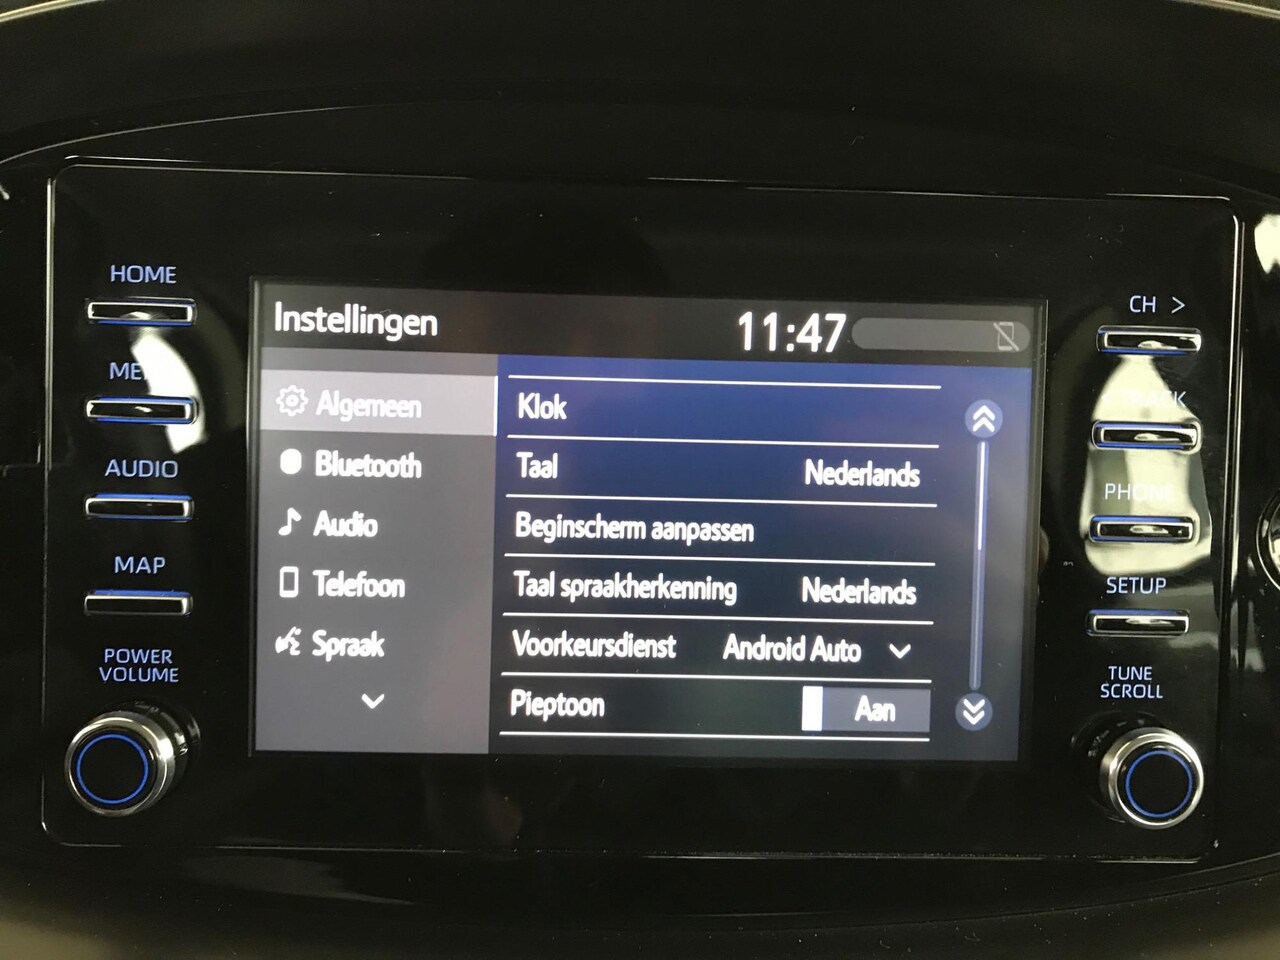 HOME
AUDIO
MAP
POWER
VOLUME
Instellingen
11:47
Algemeen
Bluetooth
Audio
Telefoon
Spraak
Klok
Taal Nederlands
Beginscherm aanpassen
Taal spraakherkenning Nederlands
Voorkeursdienst Android Auto
Pieptoon Aan
CH >
PHONE
SETUP
TUNE
SCROLL